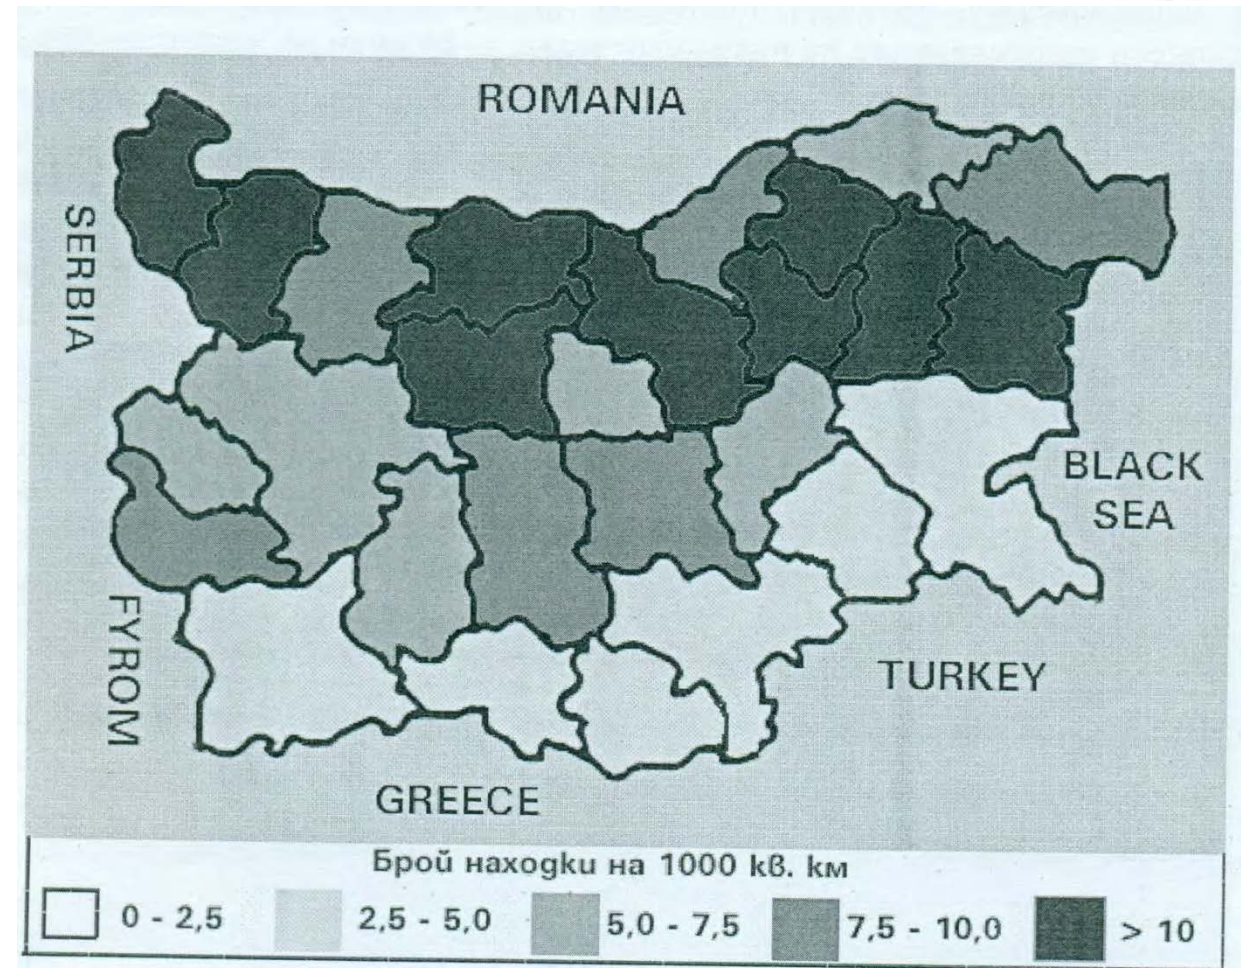 ROMANIA
SERBIA
BLACK
SEA
FYROM
TURKEY
GREECE
Брой находки на 1000 кв. км
0 - 2,5
2,5 - 5,0
5,0 - 7,5
7,5 - 10,0
> 10